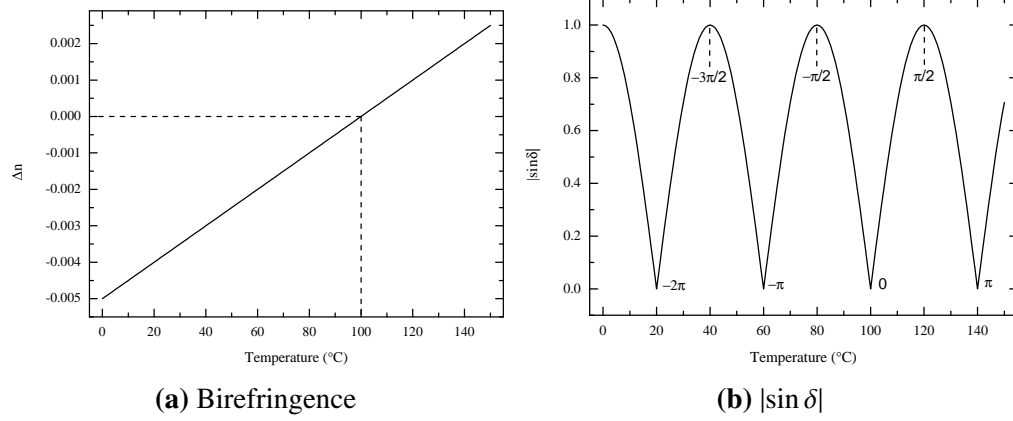 0.002
0.001
0.000
-0.001
-0.002
-0.003
-0.004
-0.005
Δn
0 20 40 60 80 100 120 140
Temperature (°C)
(a) Birefringence
1.0
0.8
0.6
0.4
0.2
0.0
|sinδ|
−3π/2
−π/2
π/2
−2π
−π
0
π
0 20 40 60 80 100 120 140
Temperature (°C)
(b) |sin δ|